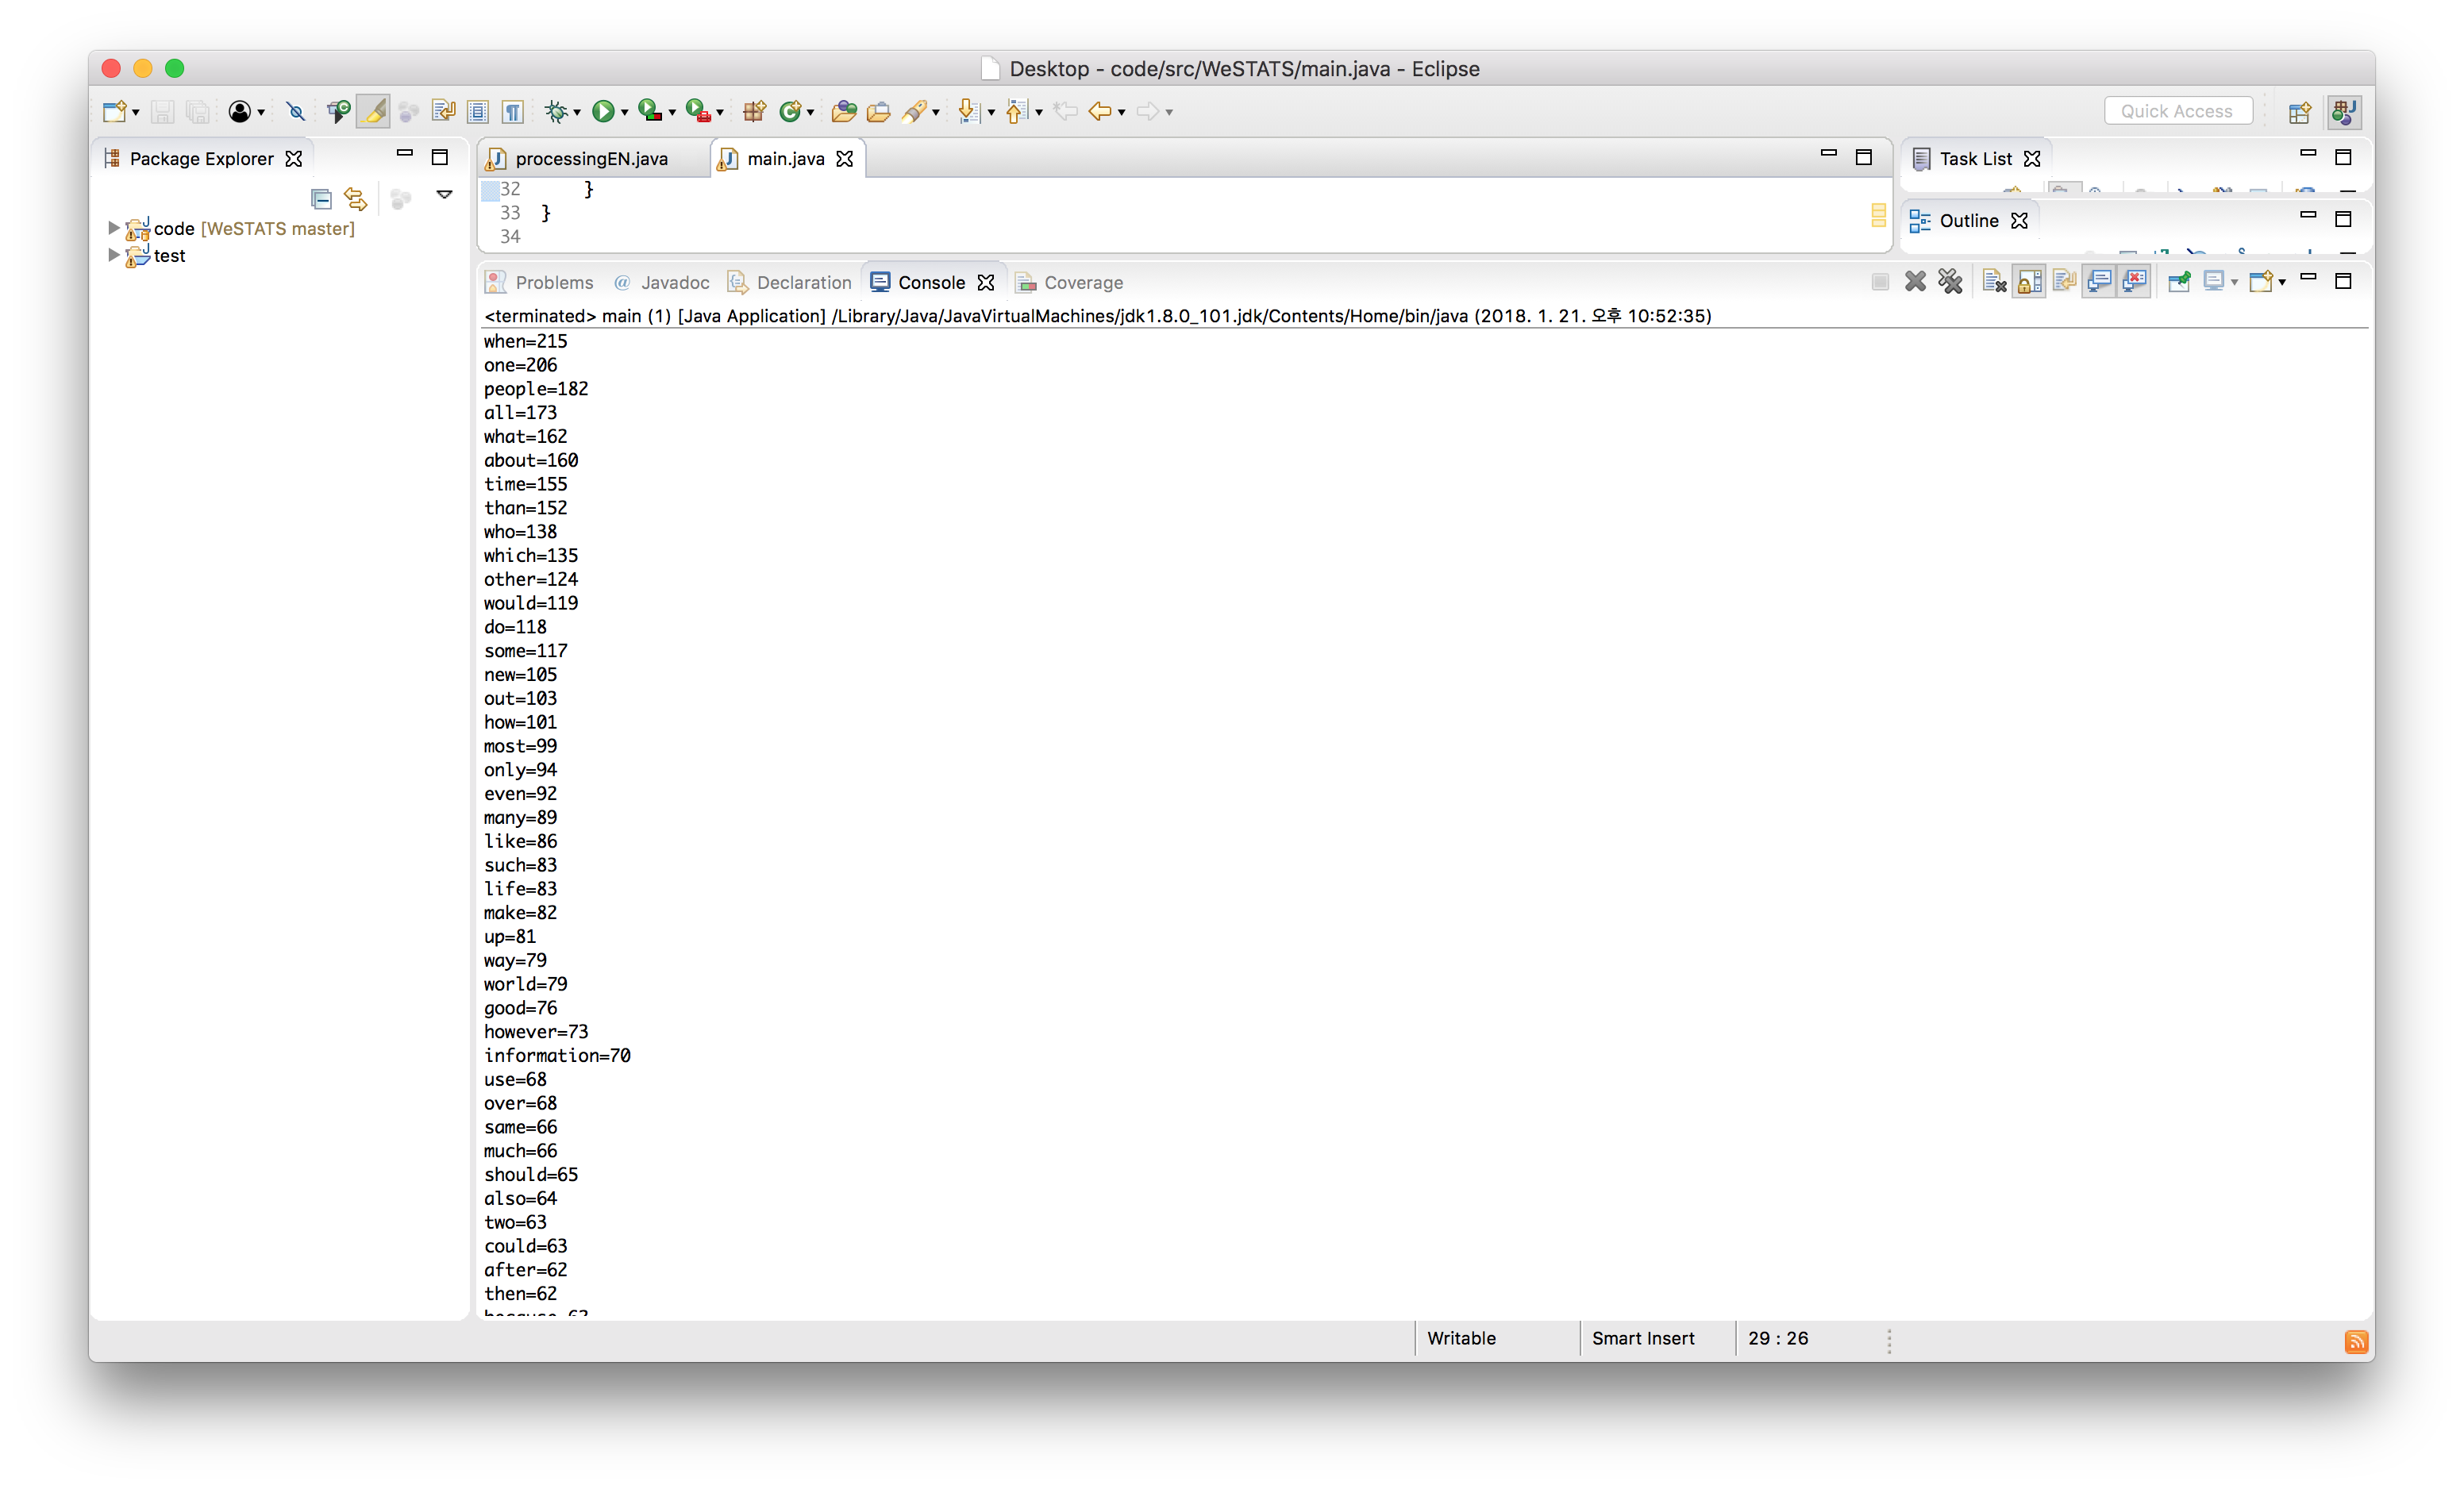 Desktop - code/src/WeSTATS/main.java - Eclipse
Quick Access
Package Explorer
code [WeSTATS master]
test
processingEN.java
main.java
32 }
33 }
34
Task List
Outline
Problems
@ Javadoc
Declaration
Console
Coverage
<terminated> main (1) [Java Application] /Library/Java/JavaVirtualMachines/jdk1.8.0_101.jdk/Contents/Home/bin/java (2018. 1. 21. 오후 10:52:35)
when=215
one=206
people=182
all=173
what=162
about=160
time=155
than=152
who=138
which=135
other=124
would=119
do=118
some=117
new=105
out=103
how=101
most=99
only=94
even=92
many=89
like=86
such=83
life=83
make=82
up=81
way=79
world=79
good=76
however=73
information=70
use=68
over=68
same=66
much=66
should=65
also=64
two=63
could=63
after=62
then=62
Writable
Smart Insert
29 : 26